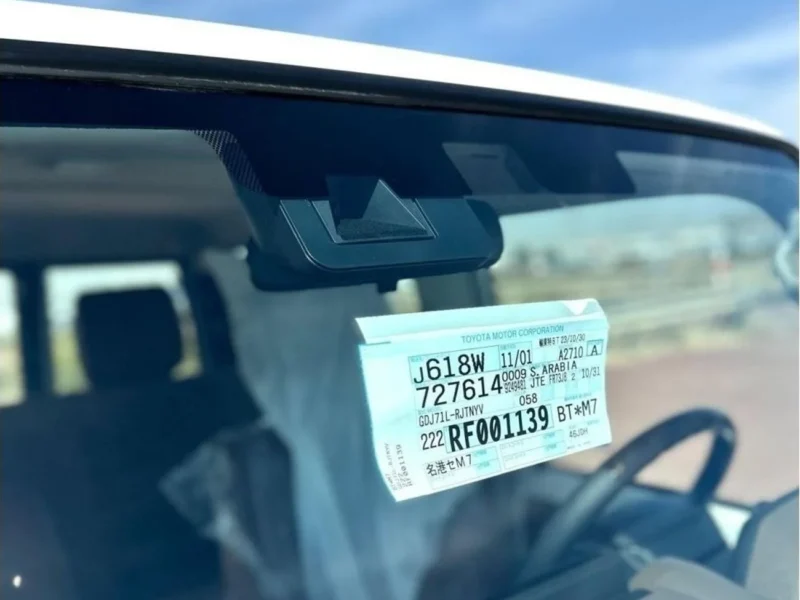 TOYOTA MOTOR CORPORATION
J618W 11/01 A2710 A
727614 0009 S. ARABIA
JTE 10/31
GDJ71L-RJTNYV 058
222 RF001139 BT*M7
名港セM7
RF001139